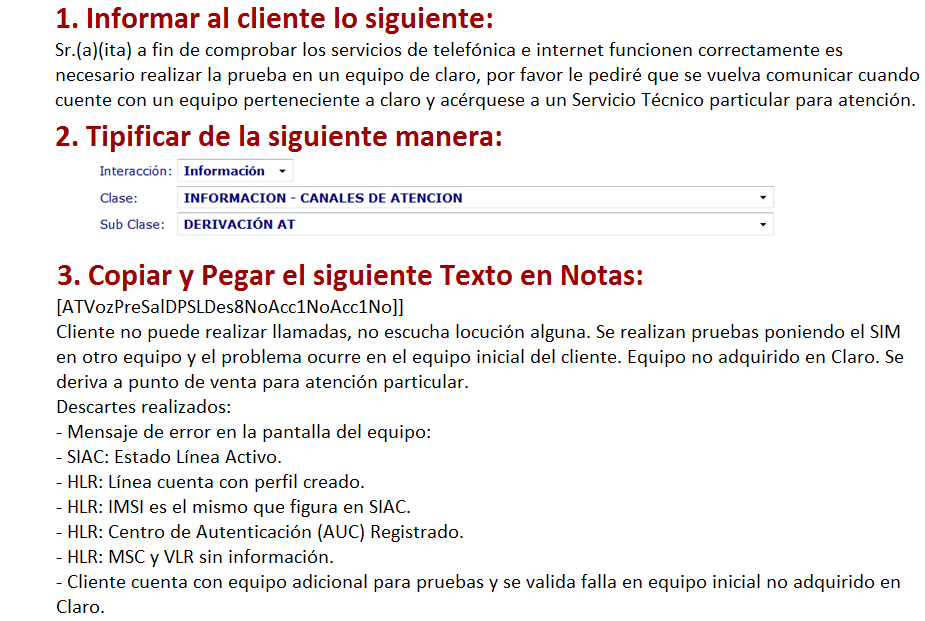 1. Informar al cliente lo siguiente:
Sr.(a)(ita) a fin de comprobar los servicios de telefónica e internet funcionen correctamente es
necesario realizar la prueba en un equipo de claro, por favor le pediré que se vuelva comunicar cuando
cuente con un equipo perteneciente a claro y acérquese a un Servicio Técnico particular para atención.
2. Tipificar de la siguiente manera:
Interacción: Información
Clase: INFORMACION - CANALES DE ATENCION
Sub Clase: DERIVACIÓN AT
3. Copiar y Pegar el siguiente Texto en Notas:
[ATVozPreSalDPSLDes8NoAcc1NoAcc1No]]
Cliente no puede realizar llamadas, no escucha locución alguna. Se realizan pruebas poniendo el SIM
en otro equipo y el problema ocurre en el equipo inicial del cliente. Equipo no adquirido en Claro. Se
deriva a punto de venta para atención particular.
Descartes realizados:
- Mensaje de error en la pantalla del equipo:
- SIAC: Estado Línea Activo.
- HLR: Línea cuenta con perfil creado.
- HLR: IMSI es el mismo que figura en SIAC.
- HLR: Centro de Autenticación (AUC) Registrado.
- HLR: MSC y VLR sin información.
- Cliente cuenta con equipo adicional para pruebas y se valida falla en equipo inicial no adquirido en
Claro.